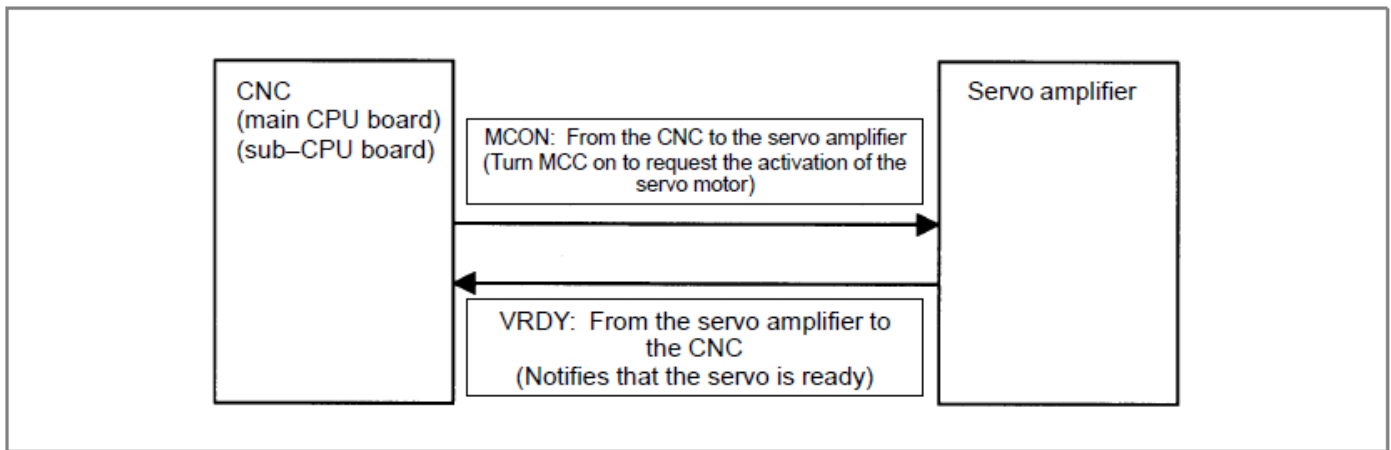 CNC
(main CPU board)
(sub–CPU board)
MCON: From the CNC to the servo amplifier
(Turn MCC on to request the activation of the
servo motor)
VRDY: From the servo amplifier to
the CNC
(Notifies that the servo is ready)
Servo amplifier